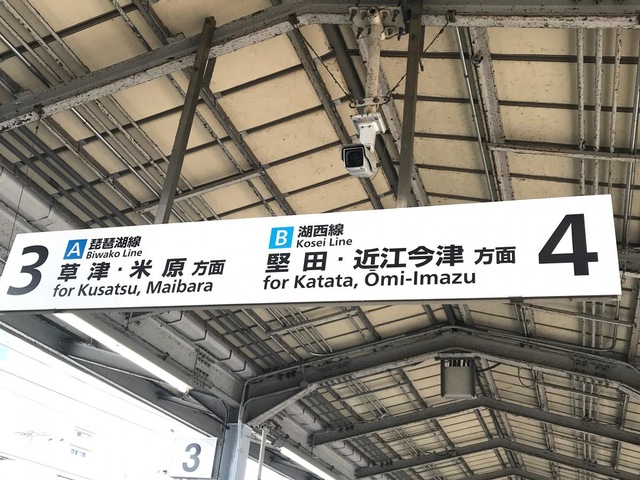 3
A 琵琶湖線
Biwako Line
草津・米原方面
for Kusatsu, Maibara
B 湖西線
Kosei Line
堅田・近江今津方面
for Katata, Ōmi-Imazu
4
3